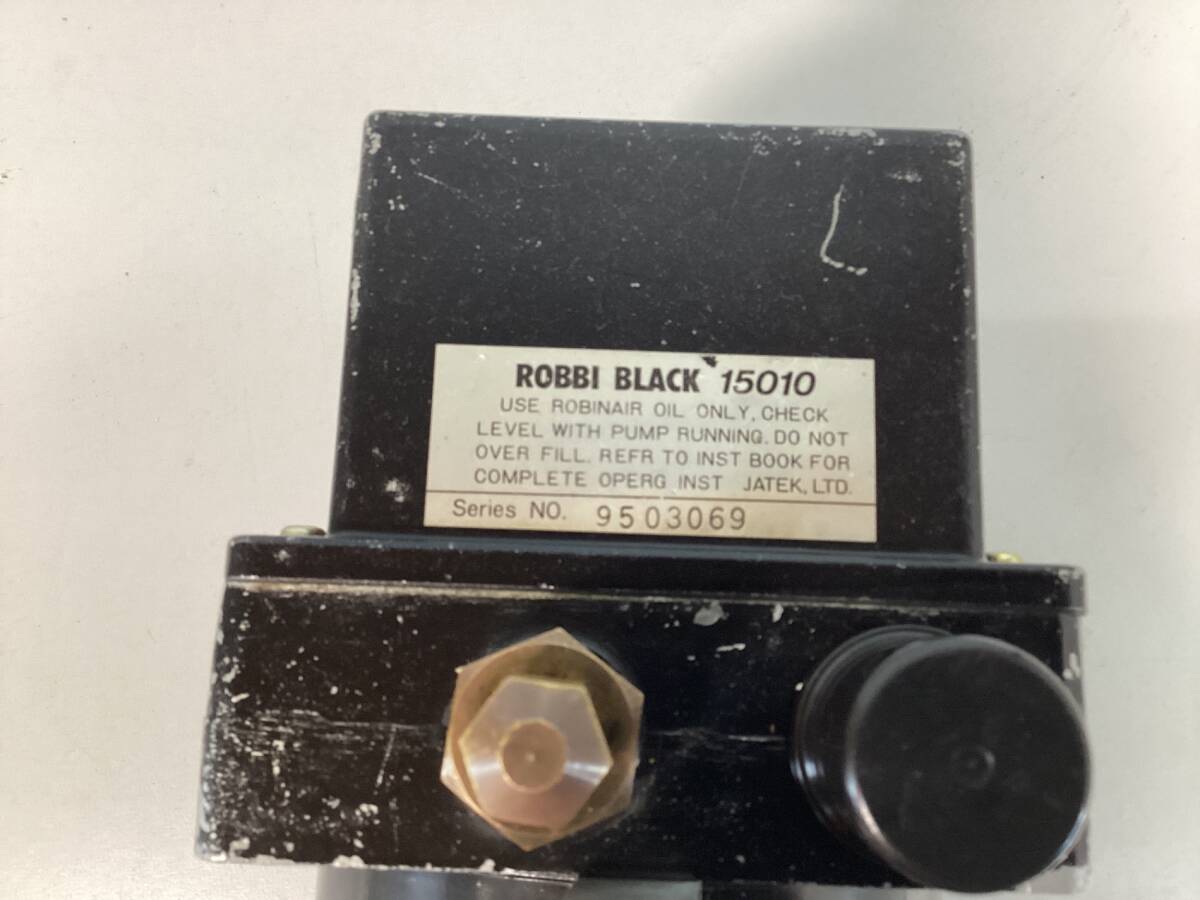 ROBBI BLACK 15010
USE ROBINAIR OIL ONLY, CHECK
LEVEL WITH PUMP RUNNING. DO NOT
OVER FILL. REFR TO INST BOOK FOR
COMPLETE OPERG INST JATEK, LTD.
Series NO. 9503069